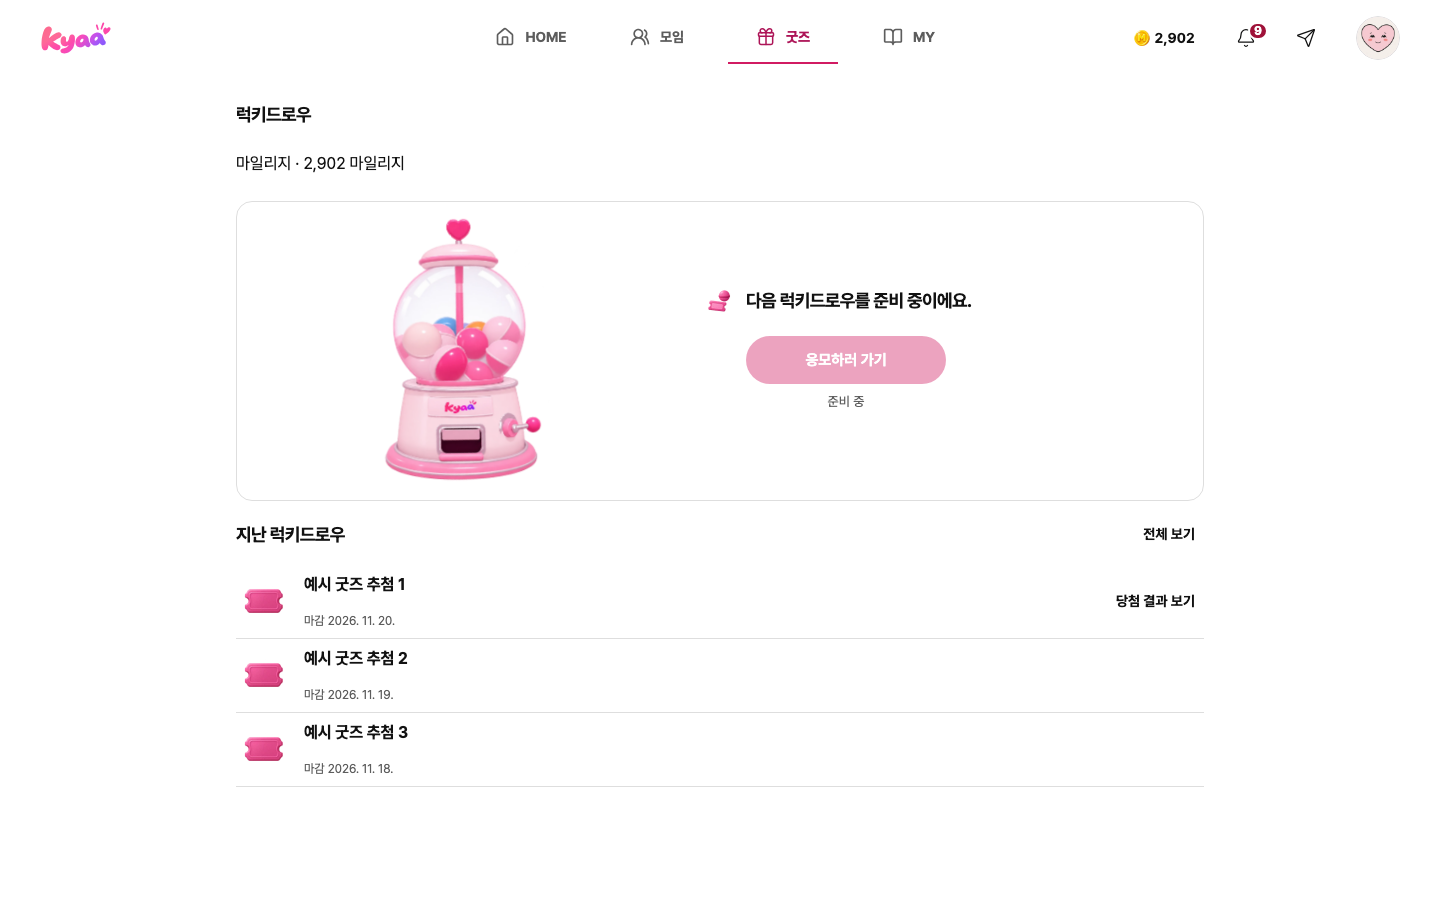 kyaa
HOME
모임
굿즈
MY
2,902
9
럭키드로우
마일리지 · 2,902 마일리지
다음 럭키드로우를 준비 중이에요.
응모하러 가기
준비 중
kyaa
지난 럭키드로우
전체 보기
예시 굿즈 추첨 1
마감 2026. 11. 20.
당첨 결과 보기
예시 굿즈 추첨 2
마감 2026. 11. 19.
예시 굿즈 추첨 3
마감 2026. 11. 18.